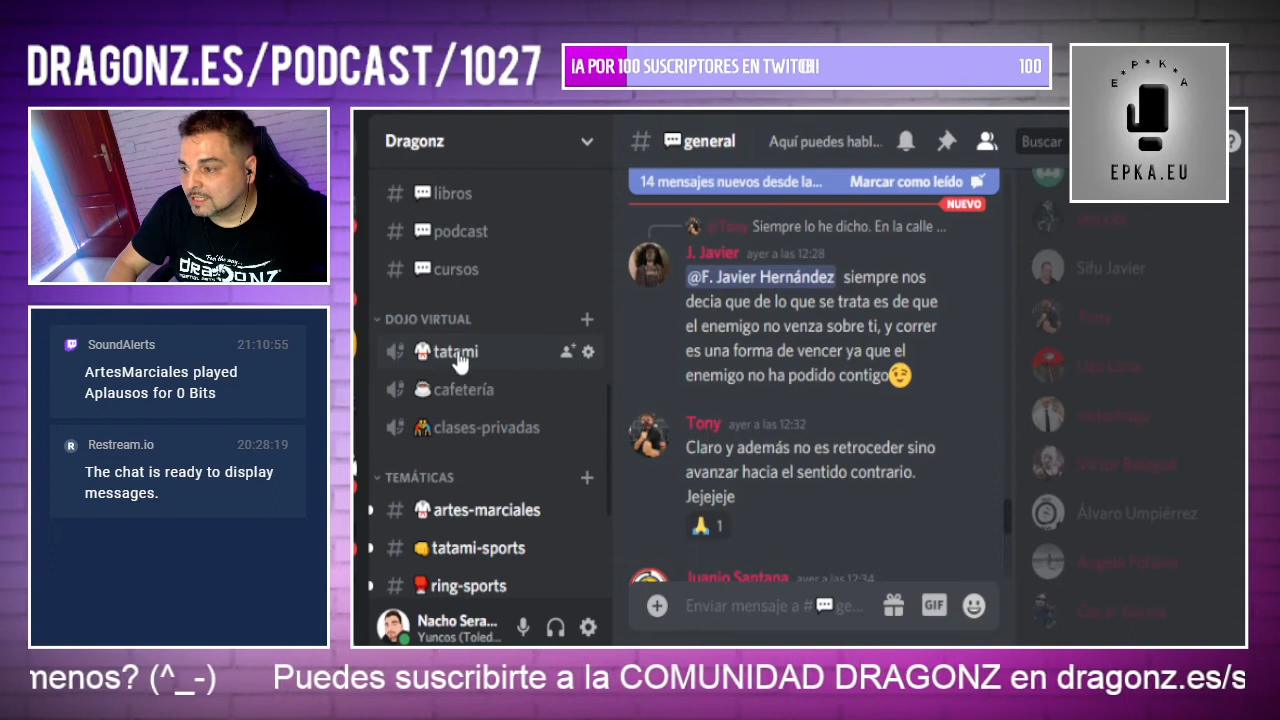 DRAGONZ.ES/PODCAST/1027
IA POR 100 SUSCRIPTORES EN TWITCH!
100
E*P*K*A
EPKA.EU
Feel the way...
DRAGONZ
SoundAlerts 21:10:55
ArtesMarciales played
Aplausos for 0 Bits
Restream.io 20:28:19
The chat is ready to display
messages.
Dragonz
# libros
# podcast
# cursos
DOJO VIRTUAL
tatami
cafetería
clases-privadas
TEMÁTICAS
# artes-marciales
# tatami-sports
# ring-sports
Nacho Sera...
Yuncos (Toled...
# general Aquí puedes habl...
Buscar
14 mensajes nuevos desde la... Marcar como leído
NUEVO
@Tony Siempre lo he dicho. En la calle ...
J. Javier ayer a las 12:28
@F. Javier Hernández siempre nos
decia que de lo que se trata es de que
el enemigo no venza sobre ti, y correr
es una forma de vencer ya que el
enemigo no ha podido contigo😉
Tony ayer a las 12:32
Claro y además no es retroceder sino
avanzar hacia el sentido contrario.
Jejejeje
🙏 1
Juanjo Santana ayer a las 12:34
Enviar mensaje a # ge...
GIF
Sifu Javier
Tony
Álvaro Umpiérrez
menos? (^_-) Puedes suscribirte a la COMUNIDAD DRAGONZ en dragonz.es/s